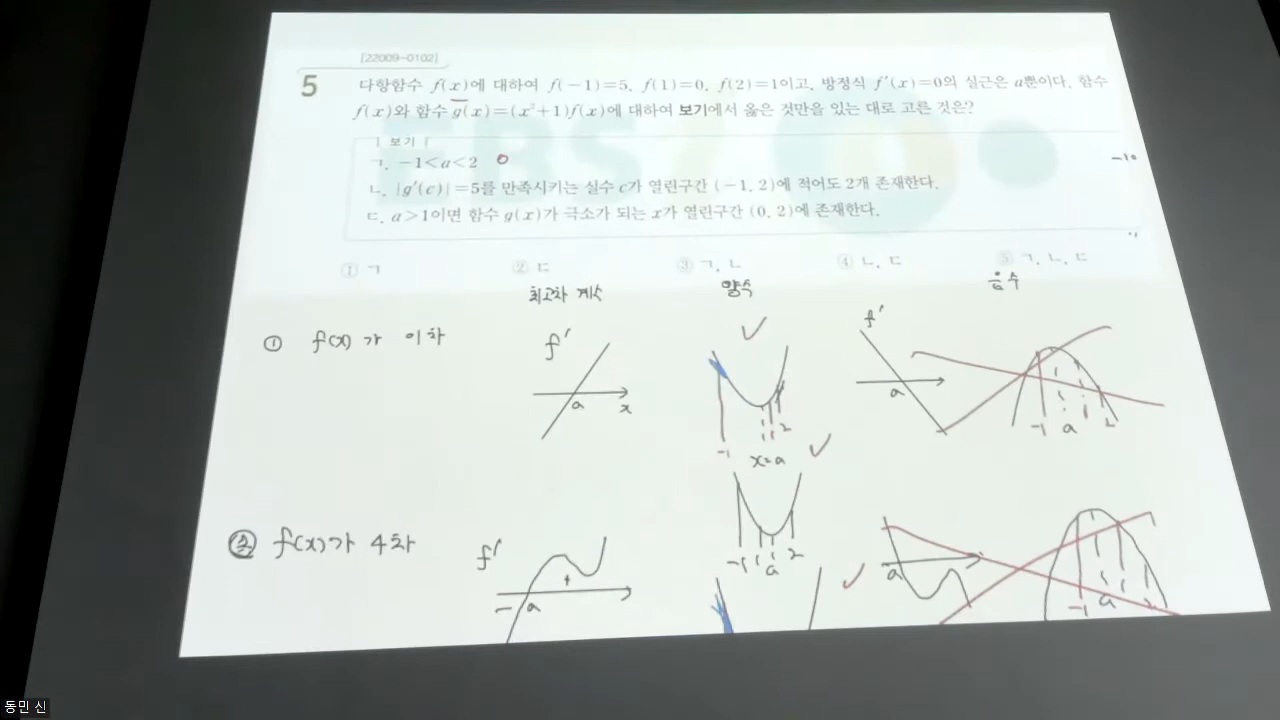 [22009-0102]
5 다항함수 f(x)에 대하여 f(-1)=5, f(1)=0, f(2)=1이고, 방정식 f'(x)=0의 실근은 a뿐이다. 함수
f(x)와 함수 g(x)=(x²+1)f(x)에 대하여 보기에서 옳은 것만을 있는 대로 고른 것은?
보기
ㄱ. -1<a<2 o
ㄴ. |g'(c)|=5를 만족시키는 실수 c가 열린구간 (-1, 2)에 적어도 2개 존재한다.
ㄷ. a>1이면 함수 g(x)가 극소가 되는 x가 열린구간 (0, 2)에 존재한다.
① ㄱ ② ㄷ ③ ㄱ, ㄴ ④ ㄴ, ㄷ ⑤ ㄱ, ㄴ, ㄷ
최고차 계수 양수 음수
① f(x)가 이차 f' a x -1 2 x=a f' a -1 a 2
② f(x)가 4차 f' a -1 1 a 2 a -1 a 2
EBS
동민 신